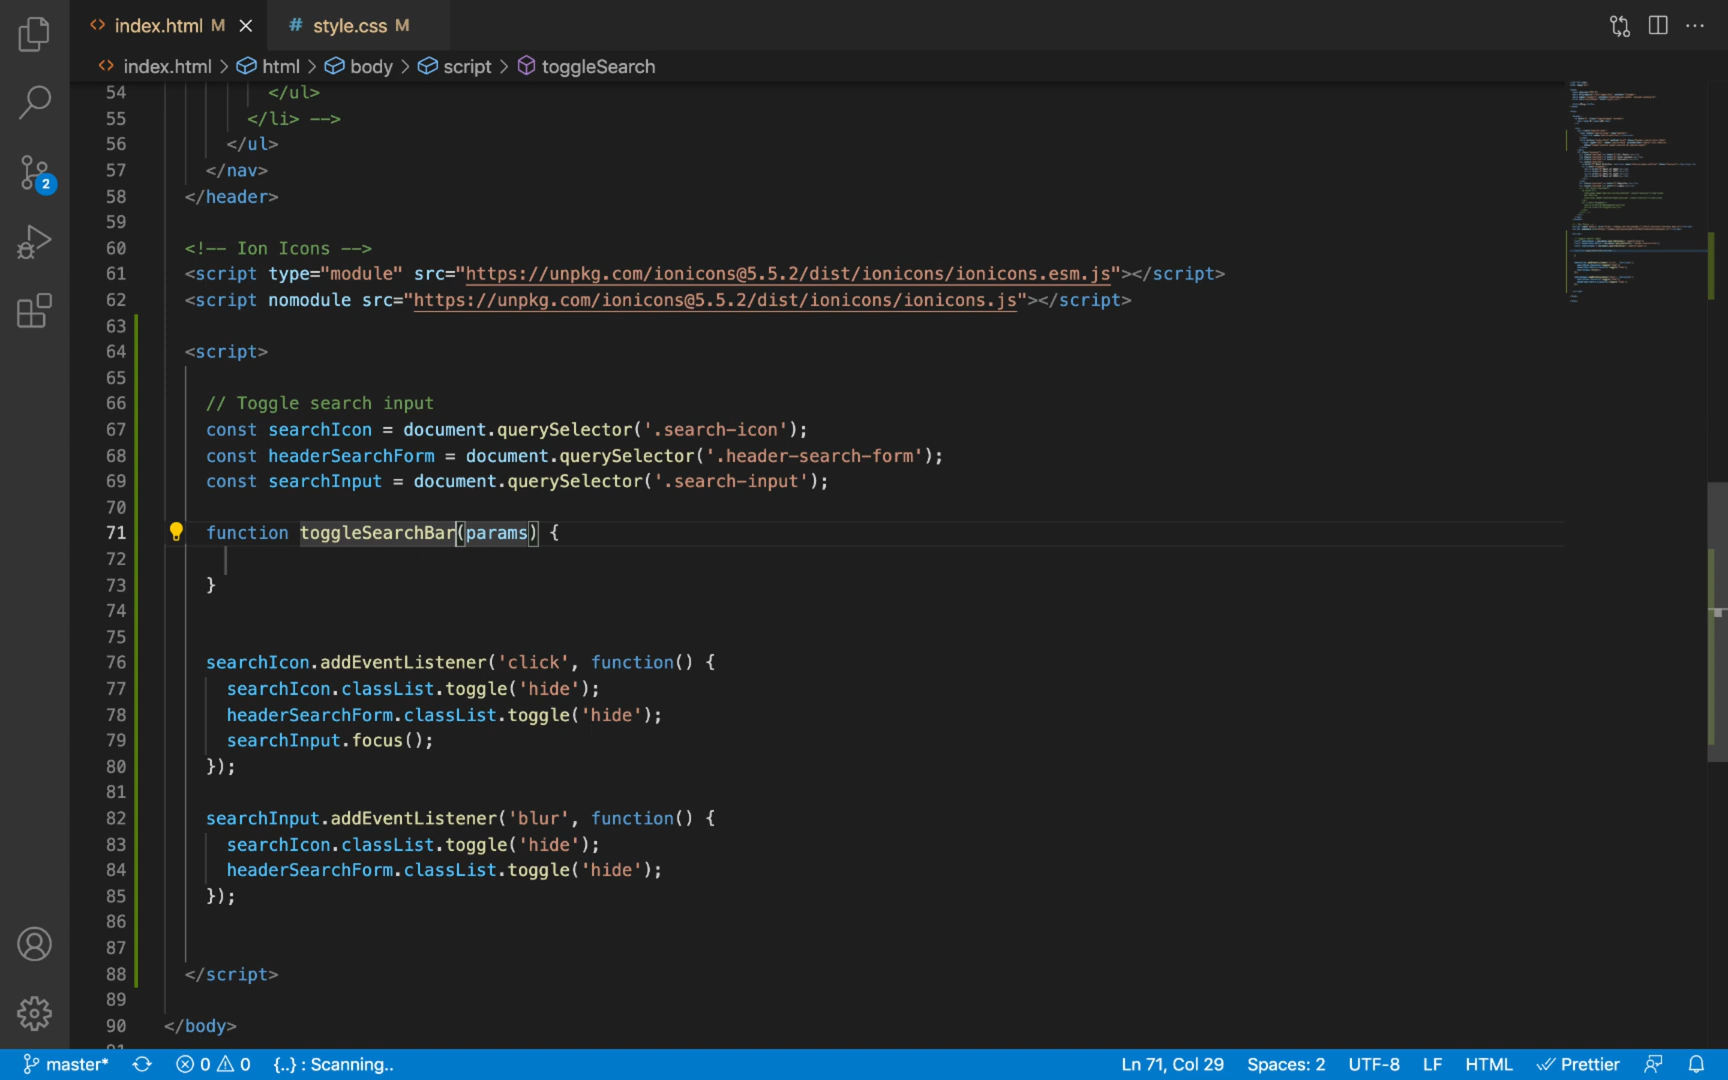 index.html M
style.css M
index.html > html > body > script > toggleSearch
54 </ul>
55 </li> -->
56 </ul>
57 </nav>
58 </header>
59
60 <!-- Ion Icons -->
61 <script type="module" src="https://unpkg.com/ionicons@5.5.2/dist/ionicons/ionicons.esm.js"></script>
62 <script nomodule src="https://unpkg.com/ionicons@5.5.2/dist/ionicons/ionicons.js"></script>
63
64 <script>
65
66 // Toggle search input
67 const searchIcon = document.querySelector('.search-icon');
68 const headerSearchForm = document.querySelector('.header-search-form');
69 const searchInput = document.querySelector('.search-input');
70
71 function toggleSearchBar(params) {
72
73 }
74
75
76 searchIcon.addEventListener('click', function() {
77 searchIcon.classList.toggle('hide');
78 headerSearchForm.classList.toggle('hide');
79 searchInput.focus();
80 });
81
82 searchInput.addEventListener('blur', function() {
83 searchIcon.classList.toggle('hide');
84 headerSearchForm.classList.toggle('hide');
85 });
86
87
88 </script>
89
90 </body>
2
master* 0 0 {..} : Scanning.. Ln 71, Col 29 Spaces: 2 UTF-8 LF HTML Prettier